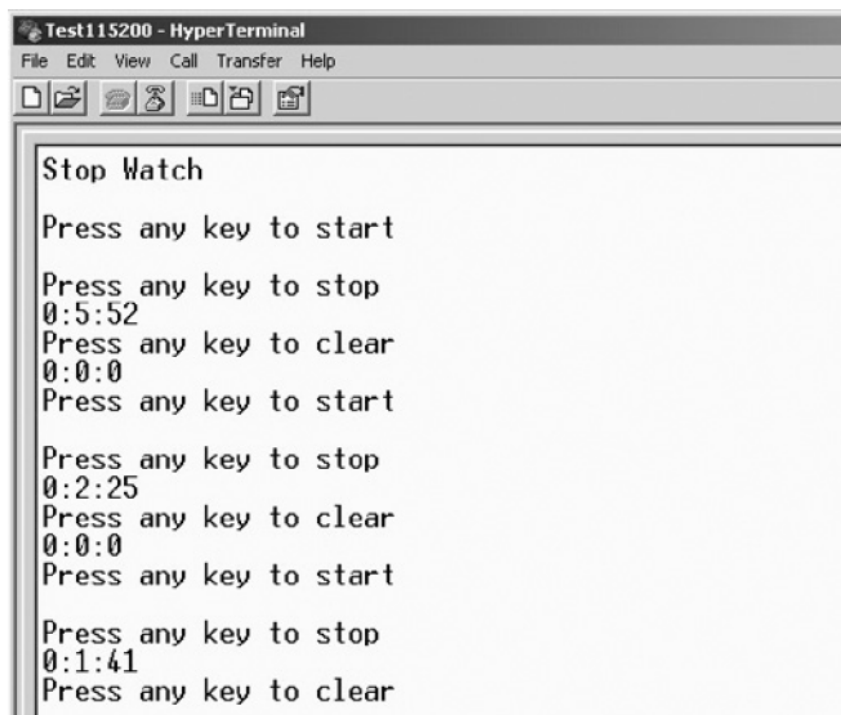 Test115200 - HyperTerminal
File Edit View Call Transfer Help
Stop Watch
Press any key to start
Press any key to stop
0:5:52
Press any key to clear
0:0:0
Press any key to start
Press any key to stop
0:2:25
Press any key to clear
0:0:0
Press any key to start
Press any key to stop
0:1:41
Press any key to clear